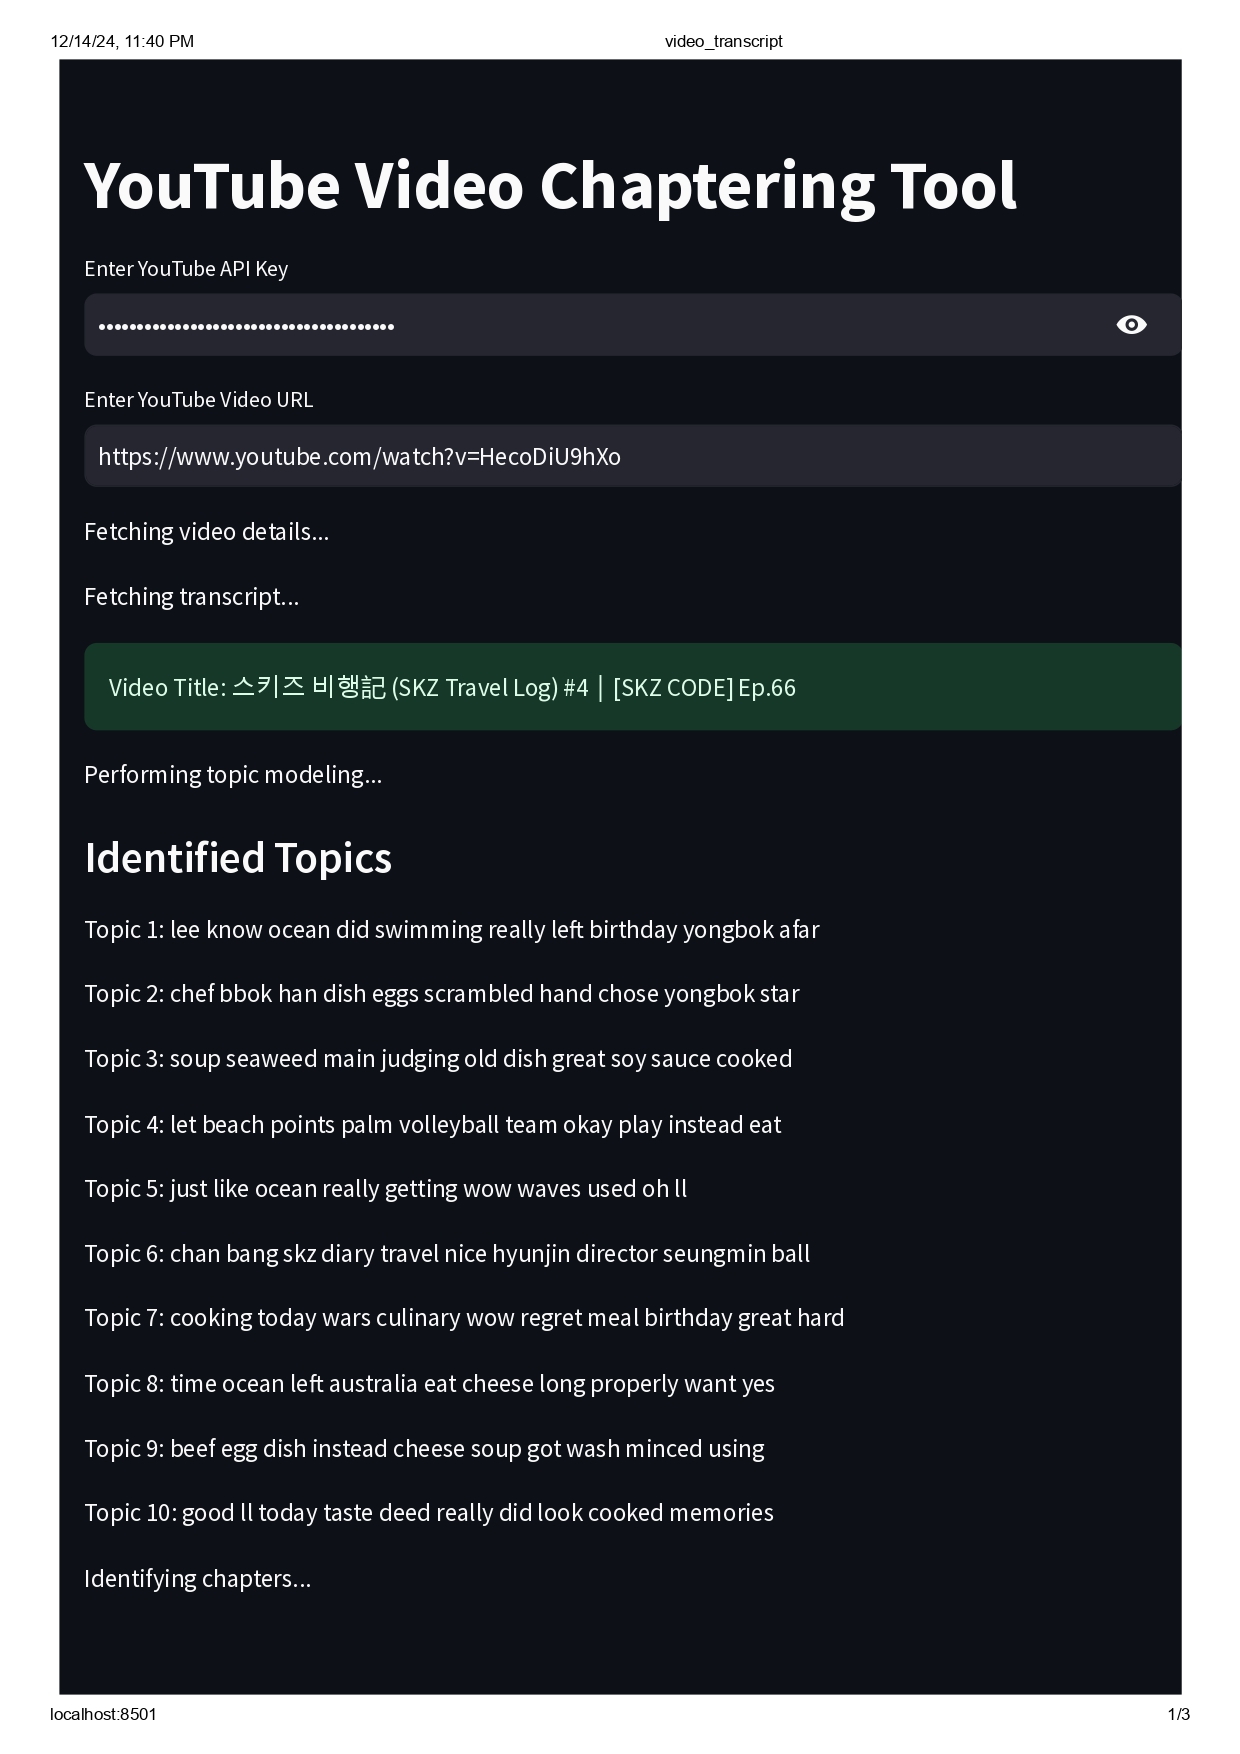 12/14/24, 11:40 PM
video_transcript
YouTube Video Chaptering Tool
Enter YouTube API Key
•••••••••••••••••••••••••••••••••••••••
Enter YouTube Video URL
https://www.youtube.com/watch?v=HecoDiU9hXo
Fetching video details...
Fetching transcript...
Video Title: 스키즈 비행記 (SKZ Travel Log) #4｜[SKZ CODE] Ep.66
Performing topic modeling...
Identified Topics
Topic 1: lee know ocean did swimming really left birthday yongbok afar
Topic 2: chef bbok han dish eggs scrambled hand chose yongbok star
Topic 3: soup seaweed main judging old dish great soy sauce cooked
Topic 4: let beach points palm volleyball team okay play instead eat
Topic 5: just like ocean really getting wow waves used oh ll
Topic 6: chan bang skz diary travel nice hyunjin director seungmin ball
Topic 7: cooking today wars culinary wow regret meal birthday great hard
Topic 8: time ocean left australia eat cheese long properly want yes
Topic 9: beef egg dish instead cheese soup got wash minced using
Topic 10: good ll today taste deed really did look cooked memories
Identifying chapters...
localhost:8501
1/3